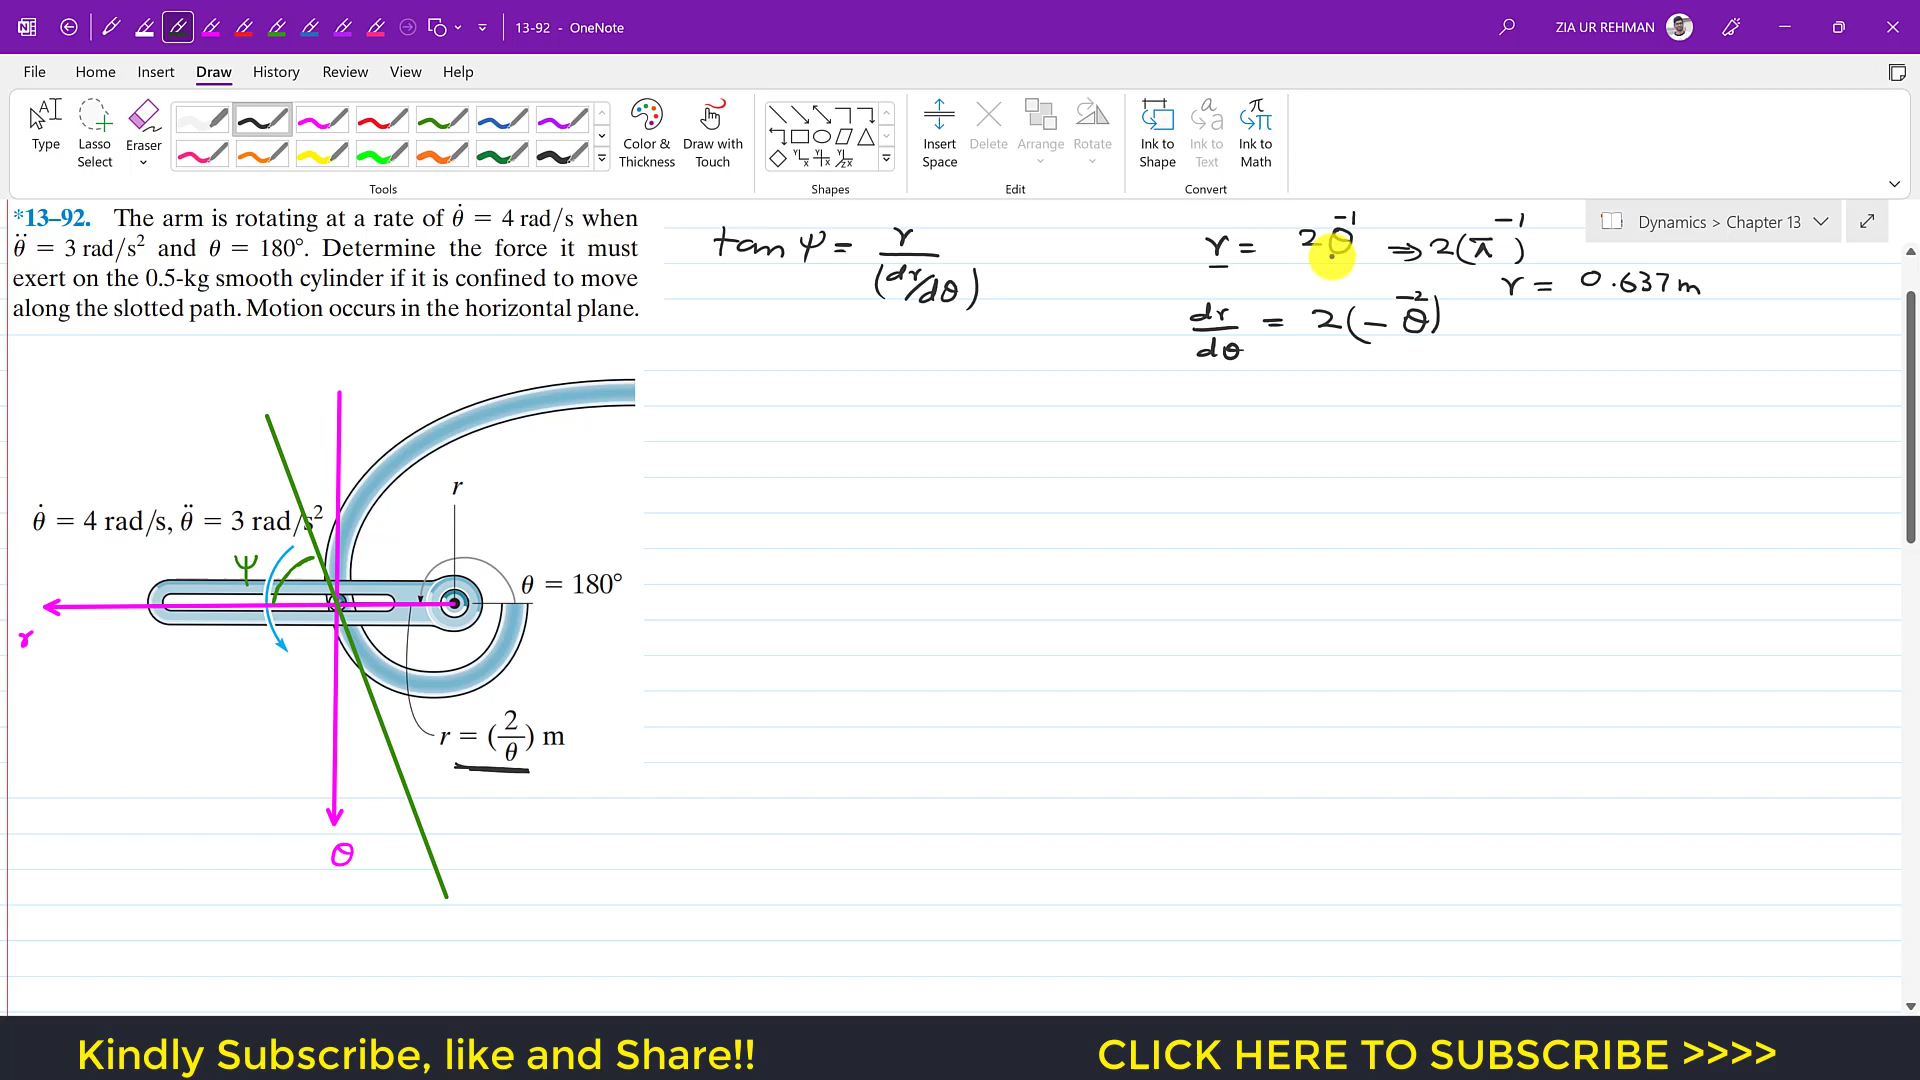 13-92 - OneNote
ZIA UR REHMAN
File Home Insert Draw History Review View Help
Type
Lasso Select
Eraser
Color & Thickness
Draw with Touch
Insert Space
Delete
Arrange
Rotate
Ink to Shape
Ink to Text
Ink to Math
Tools
Shapes
Edit
Convert
Dynamics > Chapter 13
*13–92. The arm is rotating at a rate of θ̇ = 4 rad/s when
θ̈ = 3 rad/s² and θ = 180°. Determine the force it must
exert on the 0.5-kg smooth cylinder if it is confined to move
along the slotted path. Motion occurs in the horizontal plane.
tan ψ = r / (dr/dθ)
r = 2θ⁻¹ ⇒ 2(π⁻¹)
r = 0.637 m
dr/dθ = 2(-θ⁻²)
r
θ̇ = 4 rad/s, θ̈ = 3 rad/s²
ψ
θ = 180°
r
r = (2/θ) m
θ
Kindly Subscribe, like and Share!!
CLICK HERE TO SUBSCRIBE >>>>